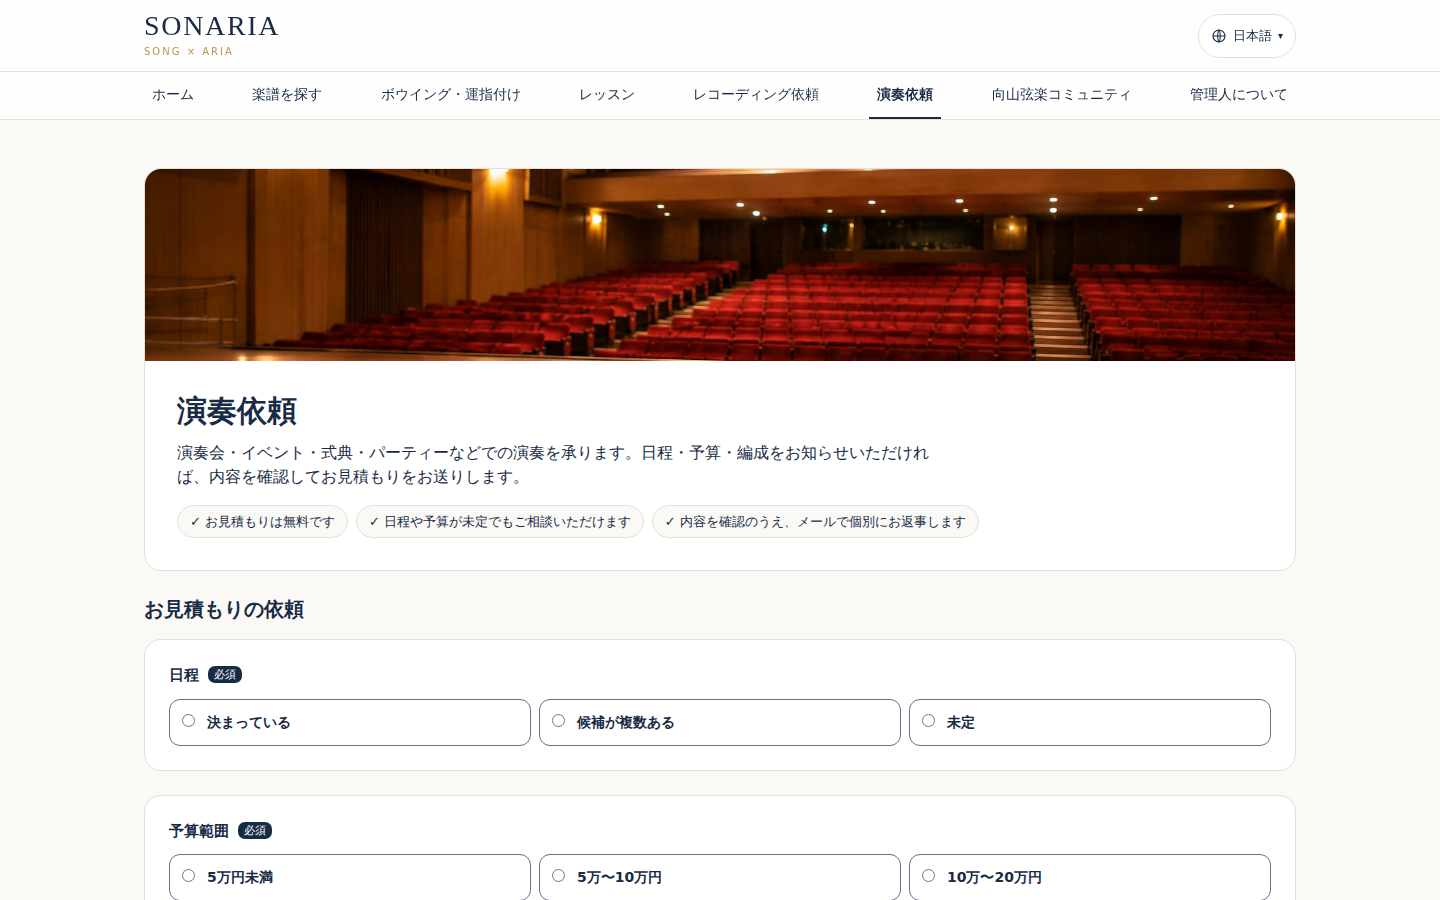 SONARIA
SONG × ARIA
日本語 ▾
ホーム
楽譜を探す
ボウイング・運指付け
レッスン
レコーディング依頼
演奏依頼
向山弦楽コミュニティ
管理人について
演奏依頼
演奏会・イベント・式典・パーティーなどでの演奏を承ります。日程・予算・編成をお知らせいただけれ
ば、内容を確認してお見積もりをお送りします。
✓ お見積もりは無料です
✓ 日程や予算が未定でもご相談いただけます
✓ 内容を確認のうえ、メールで個別にお返事します
お見積もりの依頼
日程 必須
決まっている
候補が複数ある
未定
予算範囲 必須
5万円未満
5万〜10万円
10万〜20万円